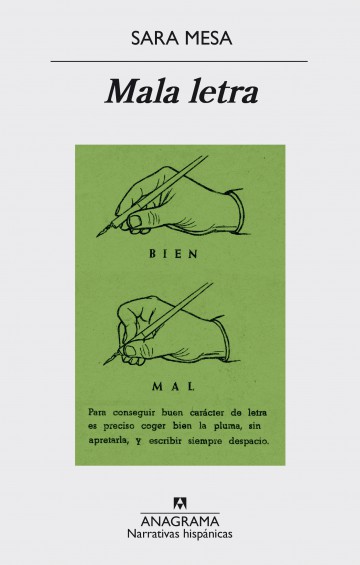 SARA MESA
Mala letra
BIEN
MAL
Para conseguir buen carácter de letra
es preciso coger bien la pluma, sin
apretarla, y escribir siempre despacio.
ANAGRAMA
Narrativas hispánicas